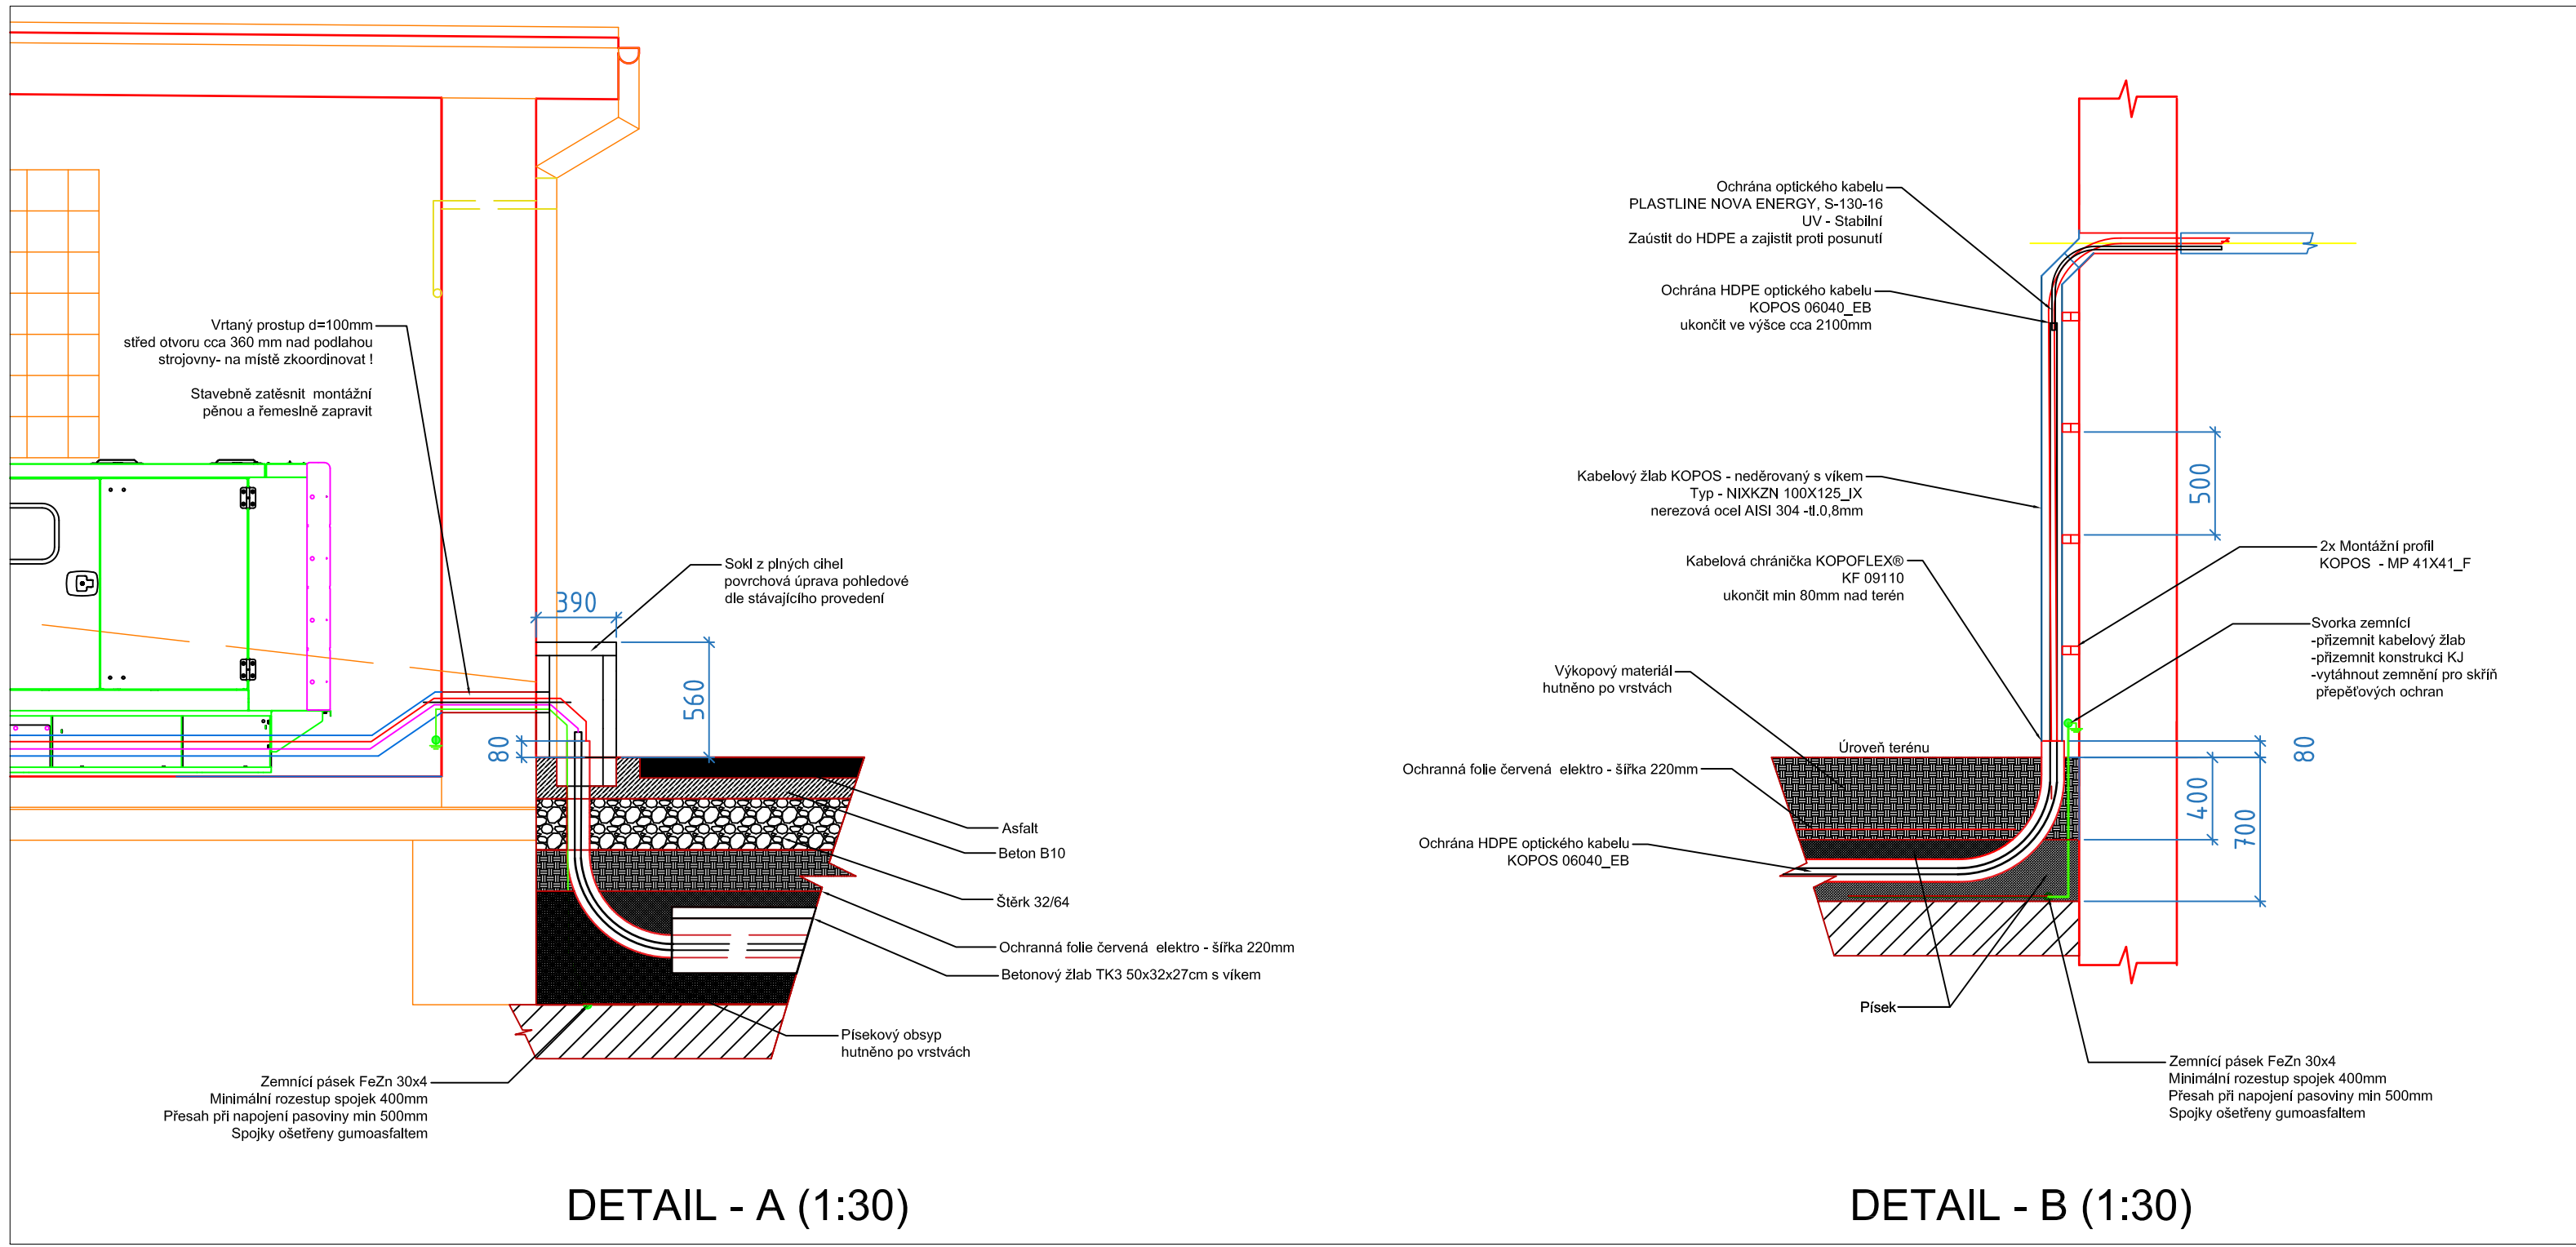 Vrtaný prostup d=100mm
střed otvoru cca 360 mm nad podlahou
strojovny- na místě zkoordinovat !
Stavebně zatěsnit montážní
pěnou a řemeslně zapravit
Sokl z plných cihel
povrchová úprava pohledové
dle stávajícího provedení
390
560
80
Asfalt
Beton B10
Štěrk 32/64
Ochranná folie červená elektro - šířka 220mm
Betonový žlab TK3 50x32x27cm s víkem
Písekový obsyp
hutněno po vrstvách
Zemnící pásek FeZn 30x4
Minimální rozestup spojek 400mm
Přesah při napojení pasoviny min 500mm
Spojky ošetřeny gumoasfaltem
DETAIL - A (1:30)
Ochrána optického kabelu
PLASTLINE NOVA ENERGY, S-130-16
UV - Stabilní
Zaústit do HDPE a zajistit proti posunutí
Ochrána HDPE optického kabelu
KOPOS 06040_EB
ukončit ve výšce cca 2100mm
Kabelový žlab KOPOS - neděrovaný s víkem
Typ - NIXKZN 100X125_IX
nerezová ocel AISI 304 -tl.0,8mm
Kabelová chránička KOPOFLEX®
KF 09110
ukončit min 80mm nad terén
Výkopový materiál
hutněno po vrstvách
Úroveň terénu
Ochranná folie červená elektro - šířka 220mm
Ochrána HDPE optického kabelu
KOPOS 06040_EB
Písek
500
2x Montážní profil
KOPOS - MP 41X41_F
Svorka zemnící
-přizemnit kabelový žlab
-přizemnit konstrukci KJ
-vytáhnout zemnění pro skříň
přepěťových ochran
80
400
700
Zemnící pásek FeZn 30x4
Minimální rozestup spojek 400mm
Přesah při napojení pasoviny min 500mm
Spojky ošetřeny gumoasfaltem
DETAIL - B (1:30)